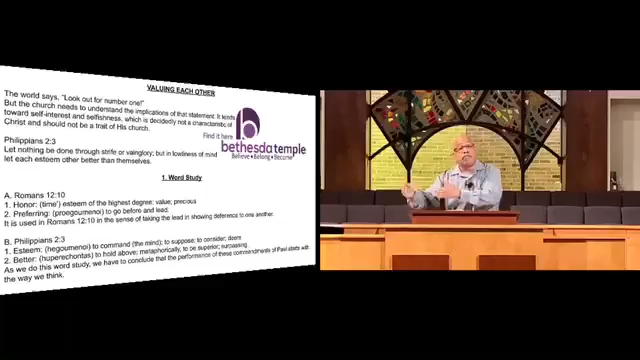 VALUING EACH OTHER
The world says, "Look out for number one!"
But the church needs to understand the implications of that statement. It tends
toward self-interest and selfishness, which is decidedly not a characteristic of
Christ and should not be a trait of His church.
Find it here
bethesdatemple
Believe • Belong • Become
Philippians 2:3
Let nothing be done through strife or vainglory; but in lowliness of mind
let each esteem other better than themselves.
1. Word Study
A. Romans 12:10
1. Honor: (time') esteem of the highest degree: value; precious
2. Preferring: (proegoumenoi) to go before and lead.
It is used in Romans 12:10 in the sense of taking the lead in showing deference to one another.
B. Philippians 2:3
1. Esteem: (hegoumenoi) to command (the mind); to suppose; to consider; deem
2. Better: (huperechontas) to hold above; metaphorically, to be superior; surpassing.
As we do this word study, we have to conclude that the performance of these commandments of Paul starts with
the way we think.